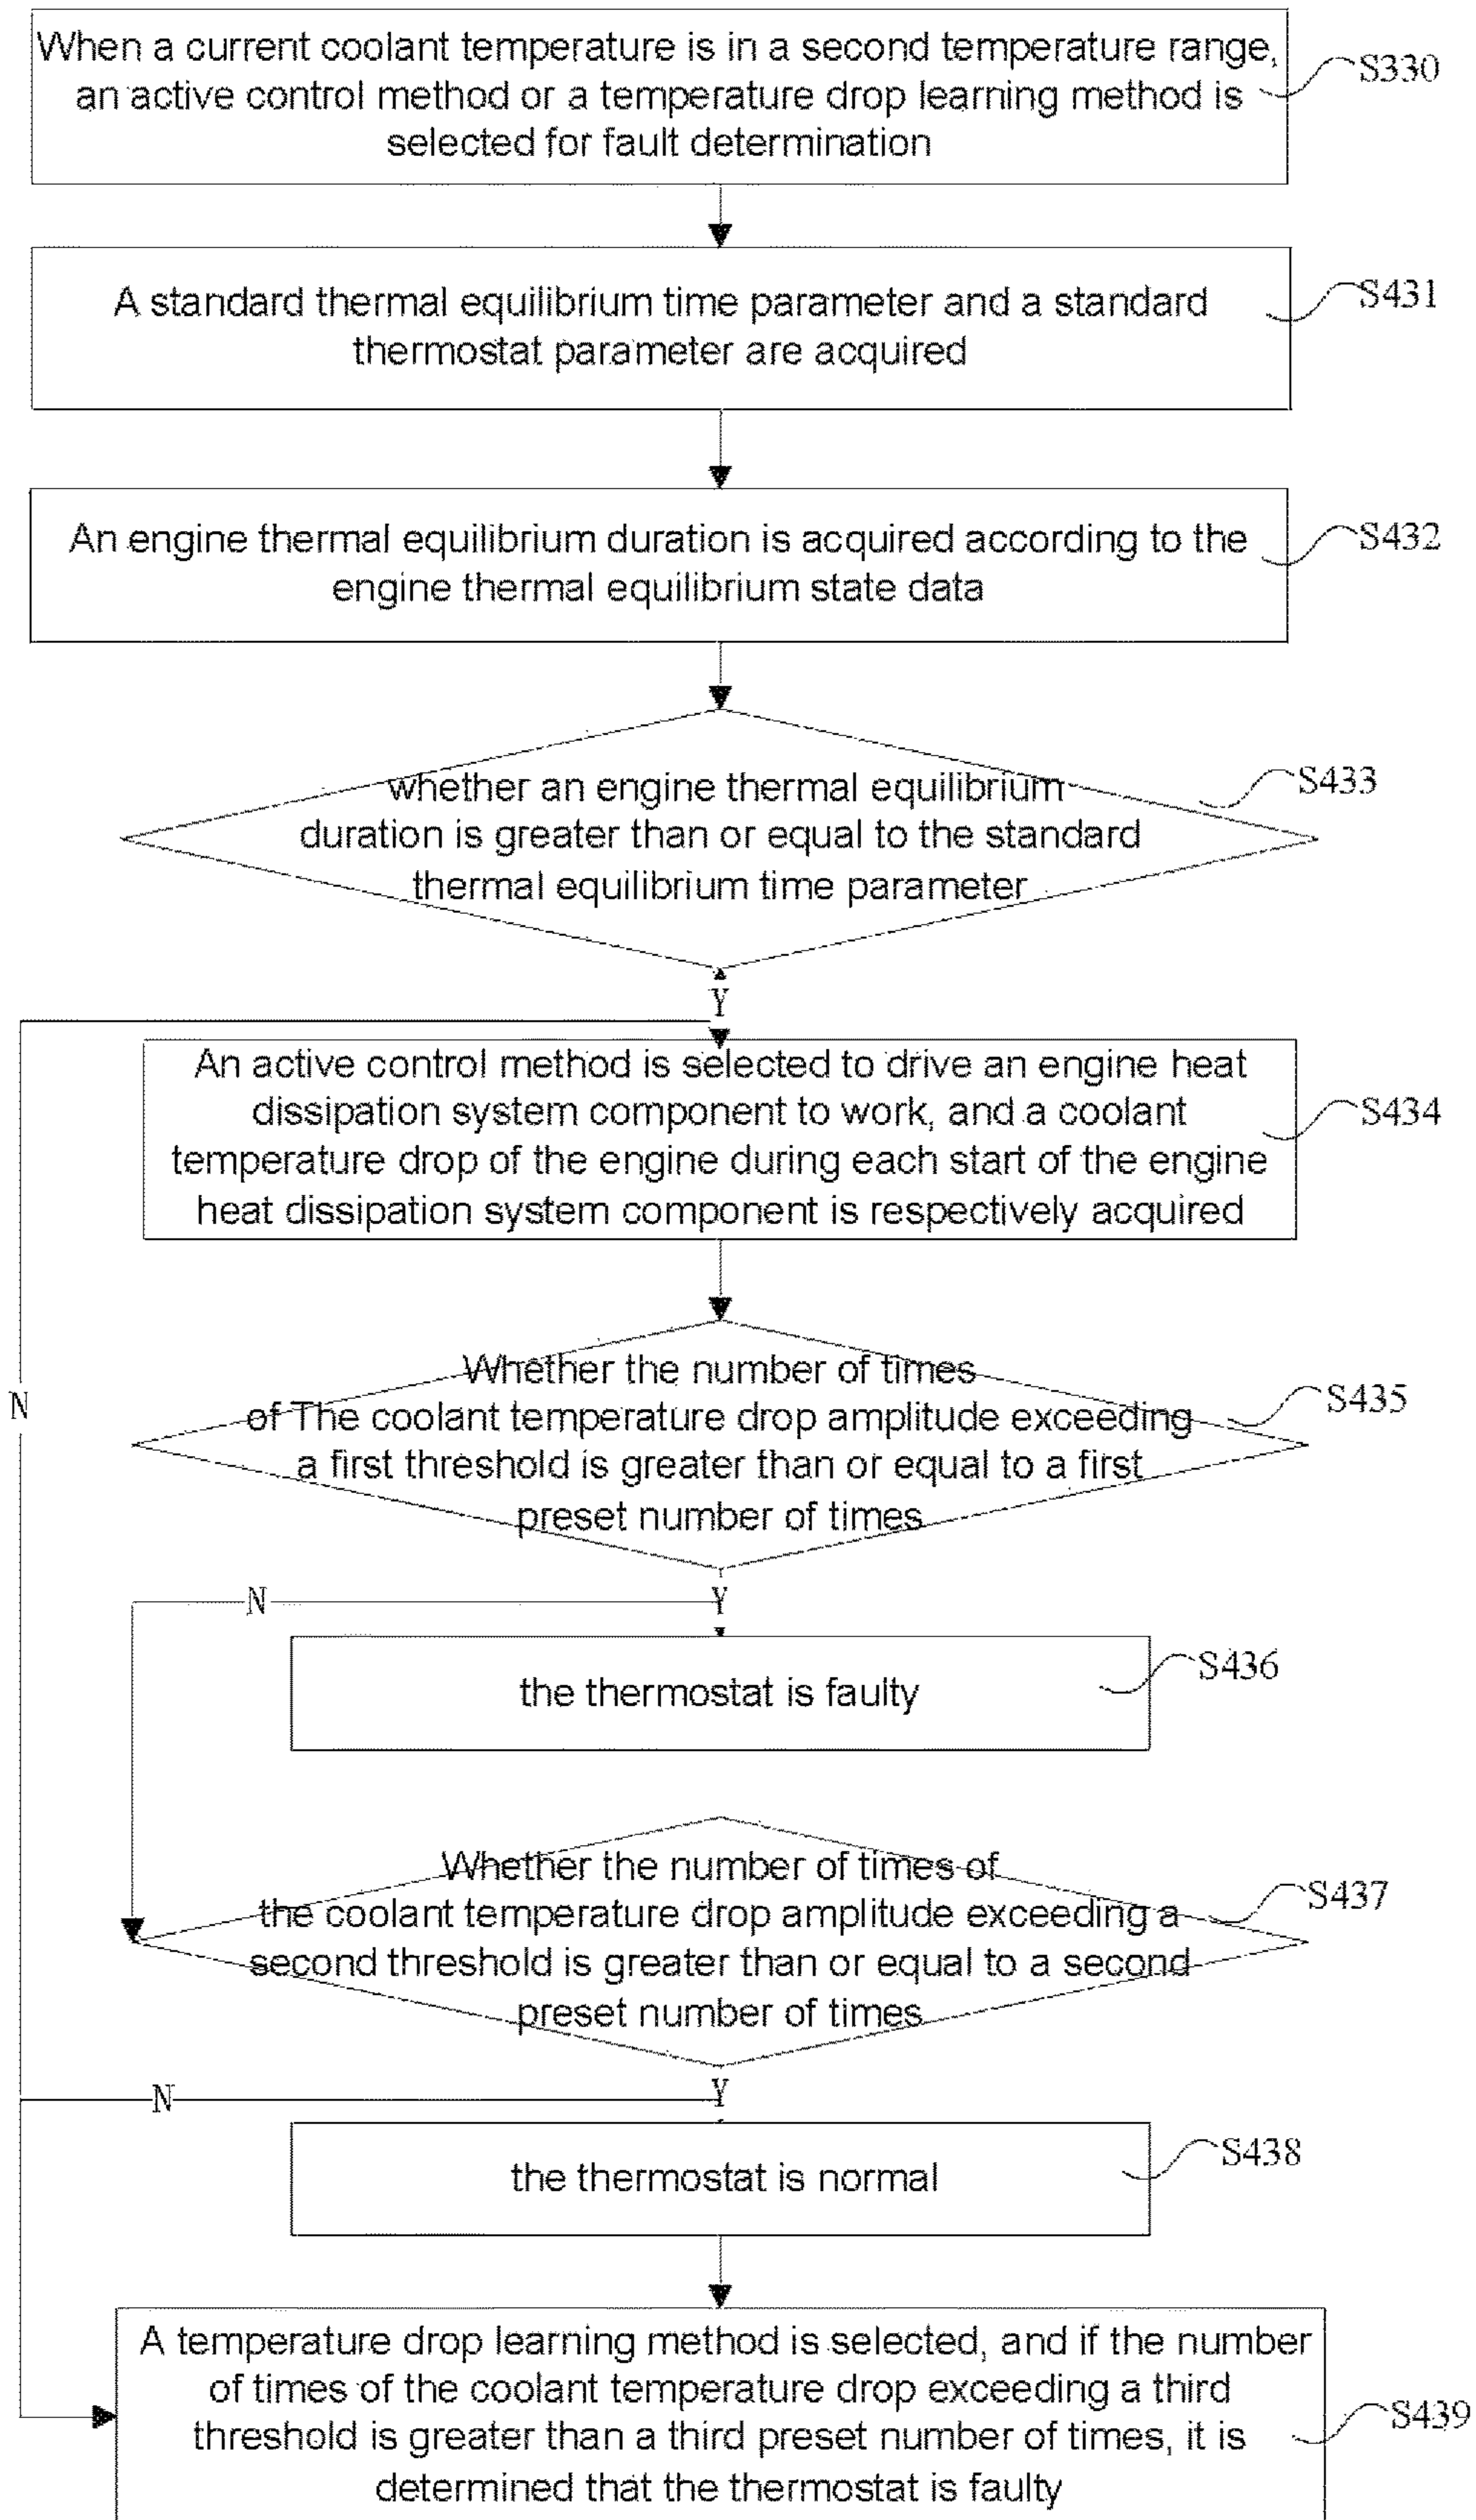 When a current coolant temperature is in a second temperature range,
an active control method or a temperature drop learning method is
selected for fault determination
S330
A standard thermal equilibrium time parameter and a standard
thermostat parameter are acquired
S431
An engine thermal equilibrium duration is acquired according to the
engine thermal equilibrium state data
S432
whether an engine thermal equilibrium
duration is greater than or equal to the standard
thermal equilibrium time parameter
S433
Y
An active control method is selected to drive an engine heat
dissipation system component to work, and a coolant
temperature drop of the engine during each start of the engine
heat dissipation system component is respectively acquired
S434
N
Whether the number of times
of The coolant temperature drop amplitude exceeding
a first threshold is greater than or equal to a first
preset number of times
S435
N
Y
the thermostat is faulty
S436
Whether the number of times of
the coolant temperature drop amplitude exceeding a
second threshold is greater than or equal to a second
preset number of times
S437
N
Y
the thermostat is normal
S438
A temperature drop learning method is selected, and if the number
of times of the coolant temperature drop exceeding a third
threshold is greater than a third preset number of times, it is
determined that the thermostat is faulty
S439